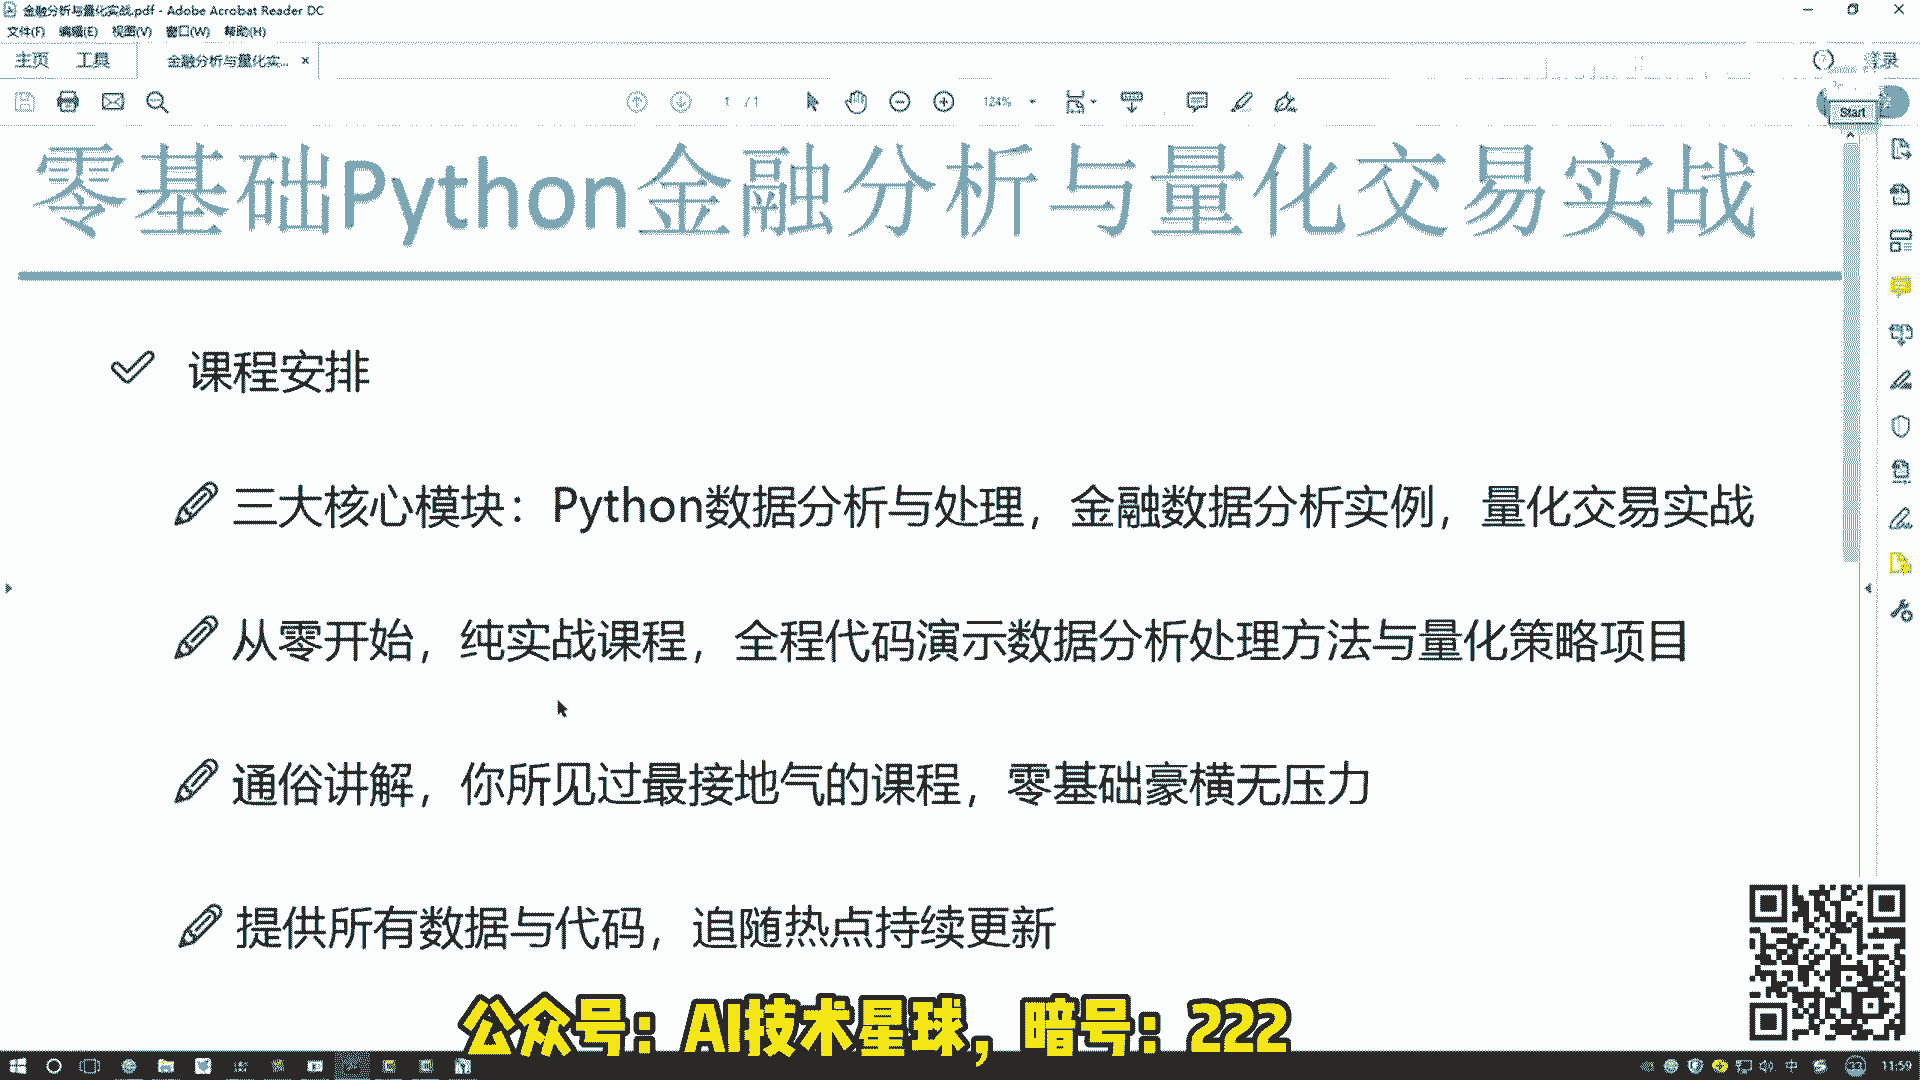 金融分析与量化实战.pdf - Adobe Acrobat Reader DC
文件(F) 编辑(E) 视图(V) 窗口(W) 帮助(H)
主页 工具 金融分析与量化实... ×
登录
1 / 1 124%
Start
零基础Python金融分析与量化交易实战
课程安排
三大核心模块：Python数据分析与处理，金融数据分析实例，量化交易实战
从零开始，纯实战课程，全程代码演示数据分析处理方法与量化策略项目
通俗讲解，你所见过最接地气的课程，零基础豪横无压力
提供所有数据与代码，追随热点持续更新
公众号：AI技术星球，暗号：222
中 33 11:59